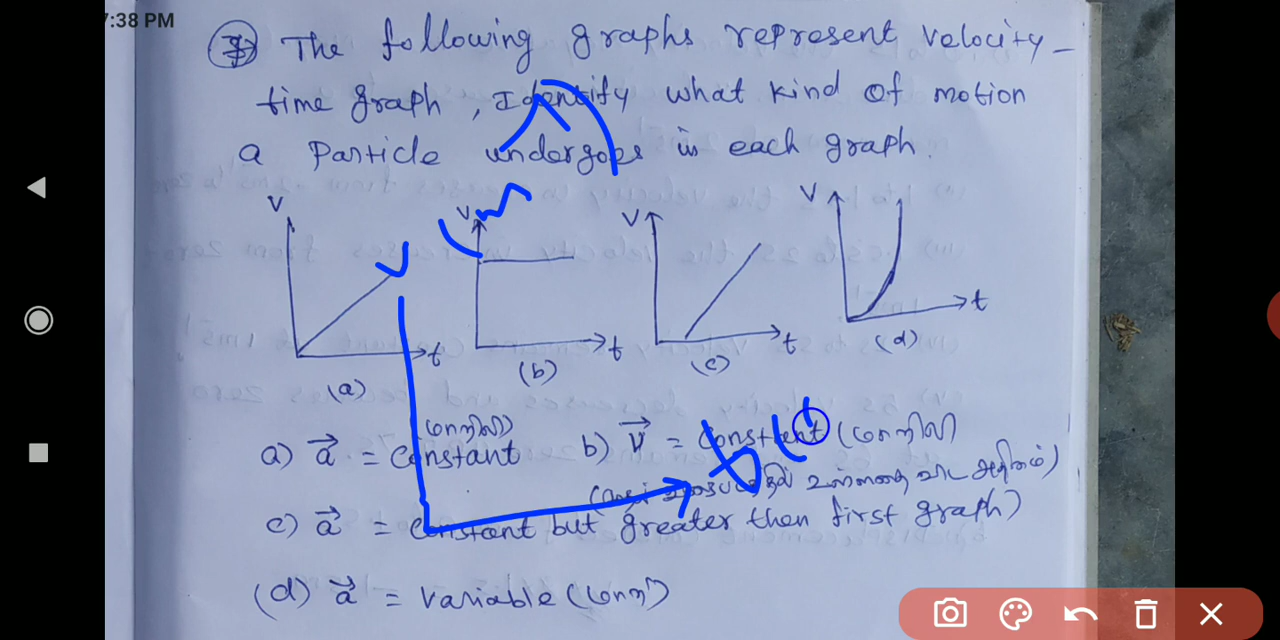 7:38 PM
The following graphs represent velocity-
time graph, Identify what kind of motion
a Particle undergoes in each graph.
V V V V
t t t t
(a) (b) (c) (d)
(மாறிலி)
a) a⃗ = constant b) V⃗ = constant (மாறிலி)
c) a⃗ = constant but greater then first graph)
(d) a⃗ = variable (மாறி)